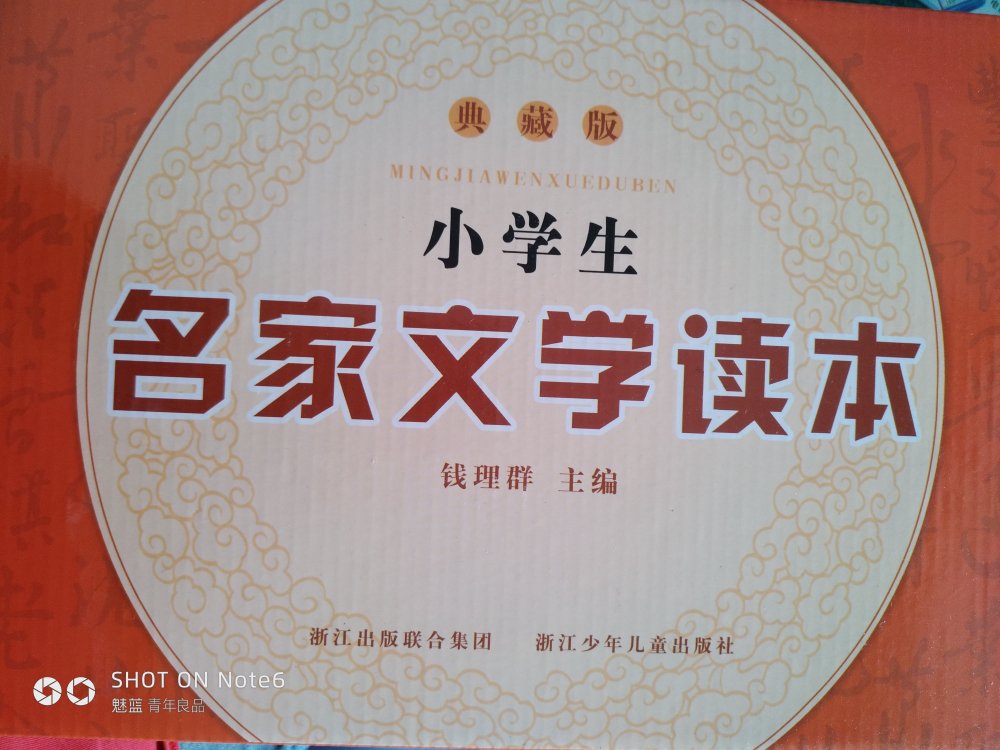 典藏版
MINGJIAWENXUEDUBEN
小学生
名家文学读本
钱理群 主编
浙江出版联合集团 浙江少年儿童出版社
SHOT ON Note6
魅蓝 青年良品